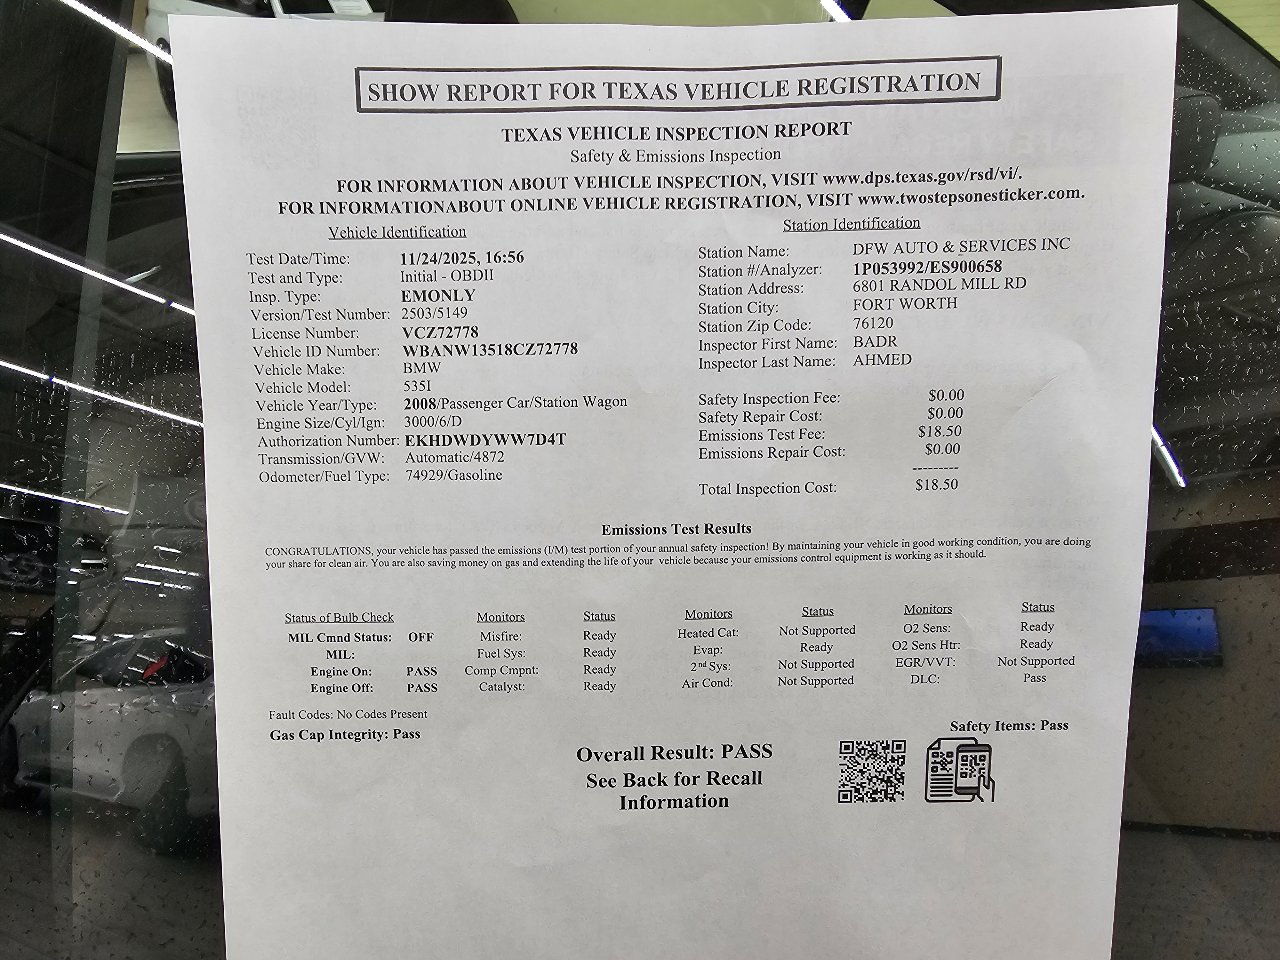 SHOW REPORT FOR TEXAS VEHICLE REGISTRATION
TEXAS VEHICLE INSPECTION REPORT
Safety & Emissions Inspection
FOR INFORMATION ABOUT VEHICLE INSPECTION, VISIT www.dps.texas.gov/rsd/vi/.
FOR INFORMATIONABOUT ONLINE VEHICLE REGISTRATION, VISIT www.twostepsonesticker.com.
Vehicle Identification
Test Date/Time: 11/24/2025, 16:56
Test and Type: Initial - OBDII
Insp. Type: EMONLY
Version/Test Number: 2503/5149
License Number: VCZ72778
Vehicle ID Number: WBANW13518CZ72778
Vehicle Make: BMW
Vehicle Model: 535I
Vehicle Year/Type: 2008/Passenger Car/Station Wagon
Engine Size/Cyl/Ign: 3000/6/D
Authorization Number: EKHDWDYWW7D4T
Transmission/GVW: Automatic/4872
Odometer/Fuel Type: 74929/Gasoline
Station Identification
Station Name: DFW AUTO & SERVICES INC
Station #/Analyzer: 1P053992/ES900658
Station Address: 6801 RANDOL MILL RD
Station City: FORT WORTH
Station Zip Code: 76120
Inspector First Name: BADR
Inspector Last Name: AHMED
Safety Inspection Fee: $0.00
Safety Repair Cost: $0.00
Emissions Test Fee: $18.50
Emissions Repair Cost: $0.00
---------
Total Inspection Cost: $18.50
Emissions Test Results
CONGRATULATIONS, your vehicle has passed the emissions (I/M) test portion of your annual safety inspection! By maintaining your vehicle in good working condition, you are doing
your share for clean air. You are also saving money on gas and extending the life of your vehicle because your emissions control equipment is working as it should.
Status of Bulb Check Monitors Status Monitors Status Monitors Status
MIL Cmnd Status: OFF Misfire: Ready Heated Cat: Not Supported O2 Sens: Ready
MIL: Fuel Sys: Ready Evap: Ready O2 Sens Htr: Ready
Engine On: PASS Comp Cmpnt: Ready 2nd Sys: Not Supported EGR/VVT: Not Supported
Engine Off: PASS Catalyst: Ready Air Cond: Not Supported DLC: Pass
Fault Codes: No Codes Present
Gas Cap Integrity: Pass
Safety Items: Pass
Overall Result: PASS
See Back for Recall
Information